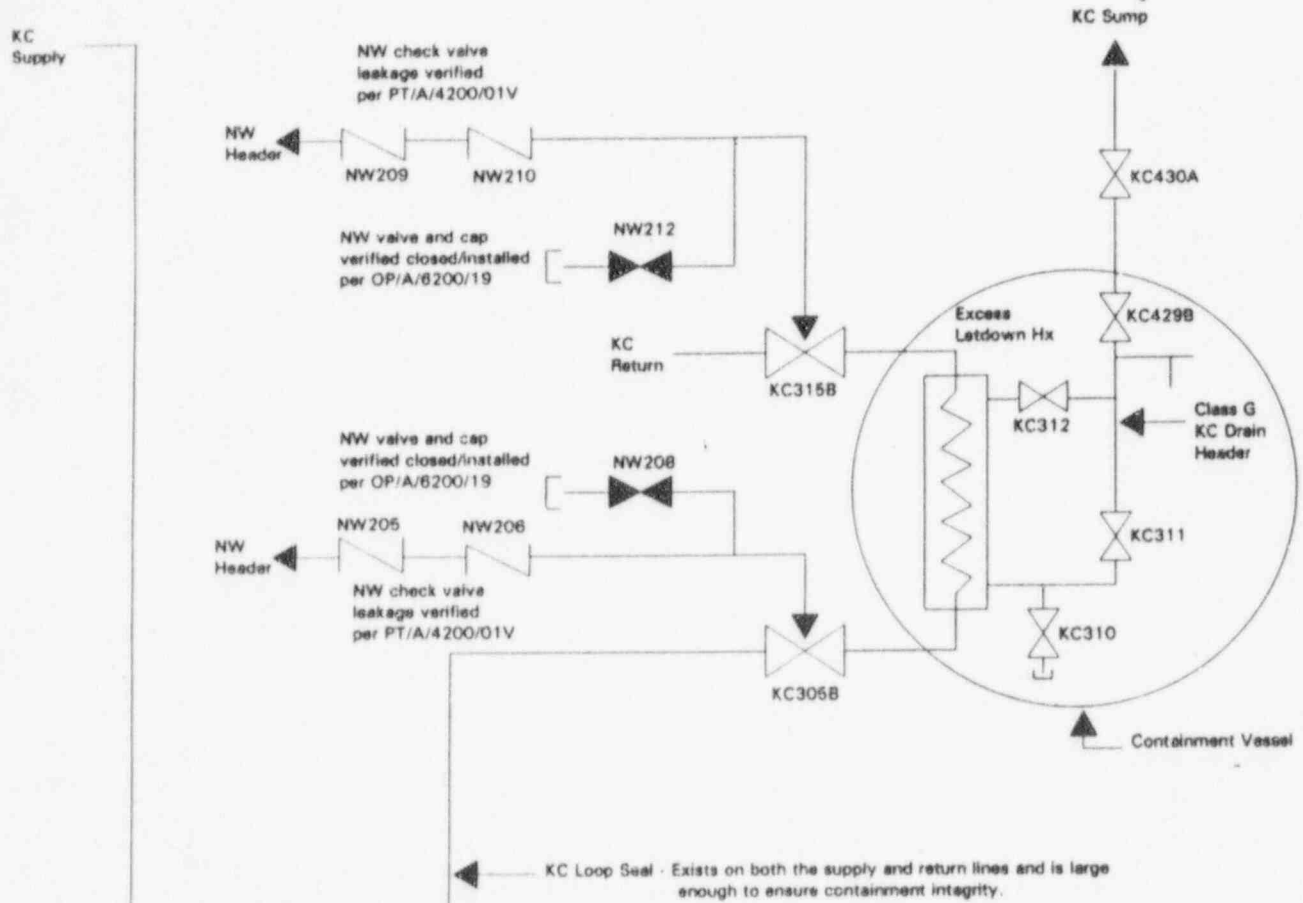 KC Sump
KC
Supply
NW check valve
leakage verified
per PT/A/4200/01V
NW
Header
NW209
NW210
KC430A
NW valve and cap
verified closed/installed
per OP/A/6200/19
NW212
KC429B
Excess
Letdown Hx
KC
Return
KC315B
KC312
Class G
KC Drain
Header
NW valve and cap
verified closed/installed
per OP/A/6200/19
NW208
NW205
NW206
KC311
NW
Header
NW check valve
leakage verified
per PT/A/4200/01V
KC310
KC305B
Containment Vessel
KC Loop Seal - Exists on both the supply and return lines and is large
enough to ensure containment integrity.